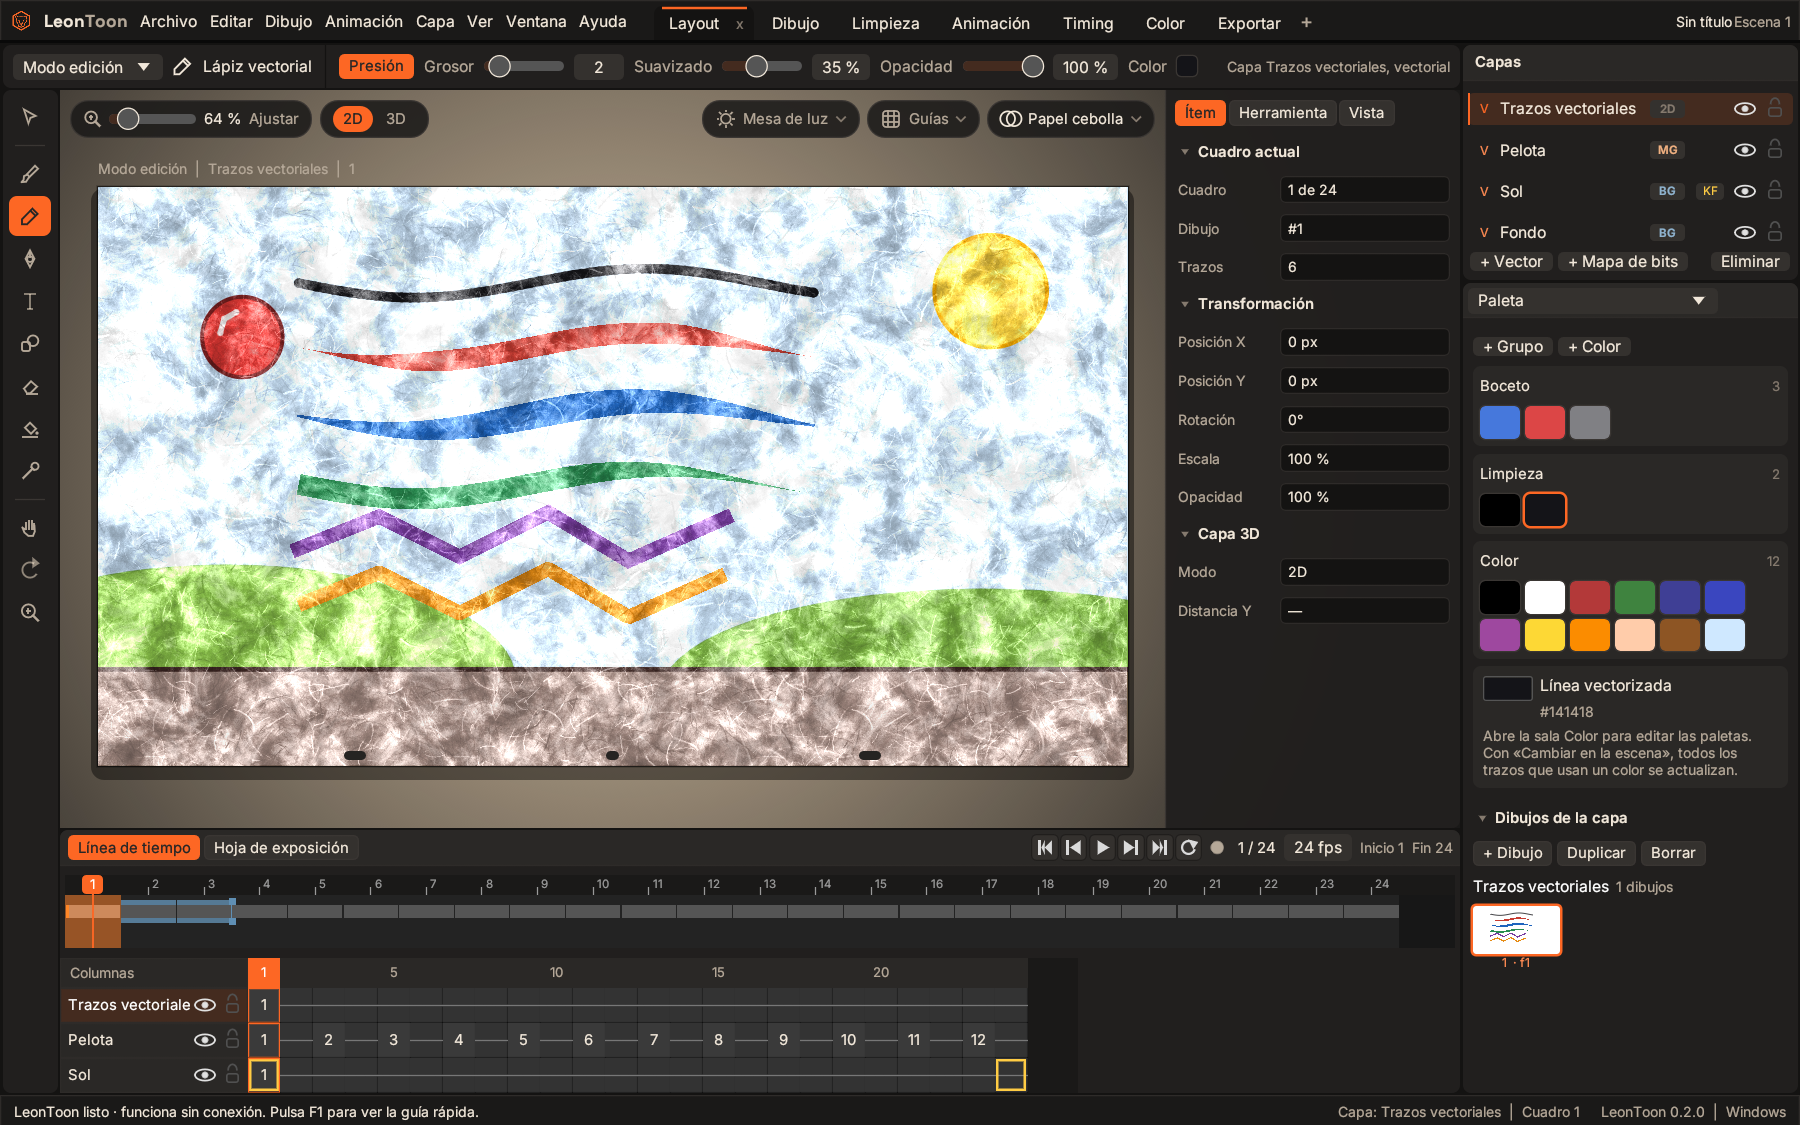 LeonToon Archivo Editar Dibujo Animación Capa Ver Ventana Ayuda Layout x Dibujo Limpieza Animación Timing Color Exportar + Sin título Escena 1
Modo edición Lápiz vectorial Presión Grosor 2 Suavizado 35 % Opacidad 100 % Color Capa Trazos vectoriales, vectorial
64 % Ajustar 2D 3D Mesa de luz Guías Papel cebolla
Modo edición | Trazos vectoriales | 1
Ítem Herramienta Vista
Cuadro actual
Cuadro 1 de 24
Dibujo #1
Trazos 6
Transformación
Posición X 0 px
Posición Y 0 px
Rotación 0°
Escala 100 %
Opacidad 100 %
Capa 3D
Modo 2D
Distancia Y —
Capas
V Trazos vectoriales 2D
V Pelota MG
V Sol BG KF
V Fondo BG
+ Vector + Mapa de bits Eliminar
Paleta
+ Grupo + Color
Boceto 3
Limpieza 2
Color 12
Línea vectorizada
#141418
Abre la sala Color para editar las paletas.
Con «Cambiar en la escena», todos los
trazos que usan un color se actualizan.
Dibujos de la capa
+ Dibujo Duplicar Borrar
Trazos vectoriales 1 dibujos
1 · f1
Línea de tiempo Hoja de exposición 1 / 24 24 fps Inicio 1 Fin 24
1 2 3 4 5 6 7 8 9 10 11 12 13 14 15 16 17 18 19 20 21 22 23 24
Columnas 1 5 10 15 20
Trazos vectoriale 1
Pelota 1 2 3 4 5 6 7 8 9 10 11 12
Sol 1
LeonToon listo · funciona sin conexión. Pulsa F1 para ver la guía rápida. Capa: Trazos vectoriales | Cuadro 1 LeonToon 0.2.0 | Windows